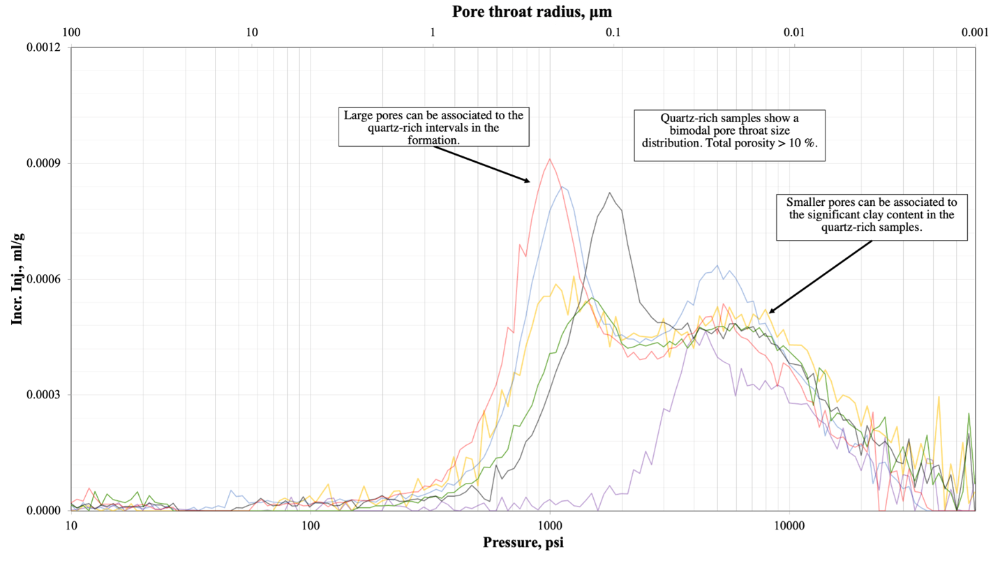 Pore throat radius, µm
100 10 1 0.1 0.01 0.001
0.0012
0.0009
0.0006
0.0003
0.0000
Incr. Inj., ml/g
Large pores can be associated to the
quartz-rich intervals in the
formation.
Quartz-rich samples show a
bimodal pore throat size
distribution. Total porosity > 10 %.
Smaller pores can be associated to
the significant clay content in the
quartz-rich samples.
10 100 1000 10000
Pressure, psi